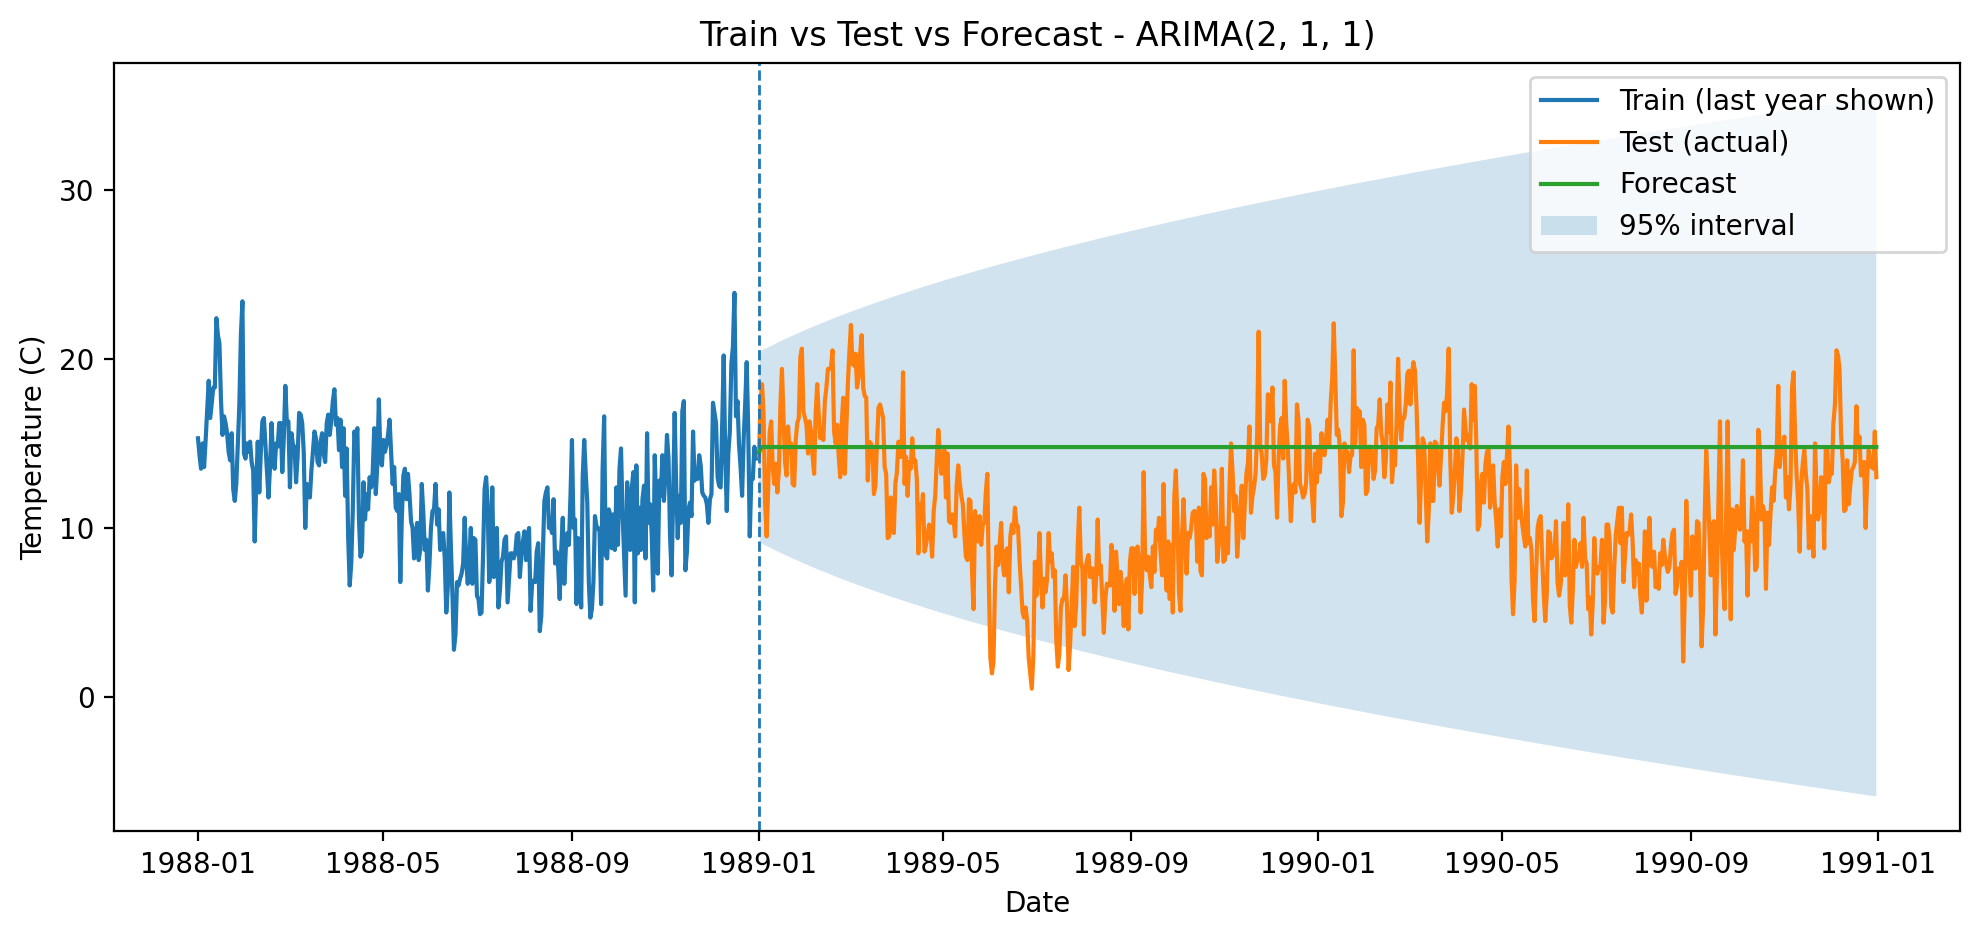 Train vs Test vs Forecast - ARIMA(2, 1, 1)
Train (last year shown)
Test (actual)
Forecast
95% interval
Temperature (C)
30
20
10
0
1988-01 1988-05 1988-09 1989-01 1989-05 1989-09 1990-01 1990-05 1990-09 1991-01
Date